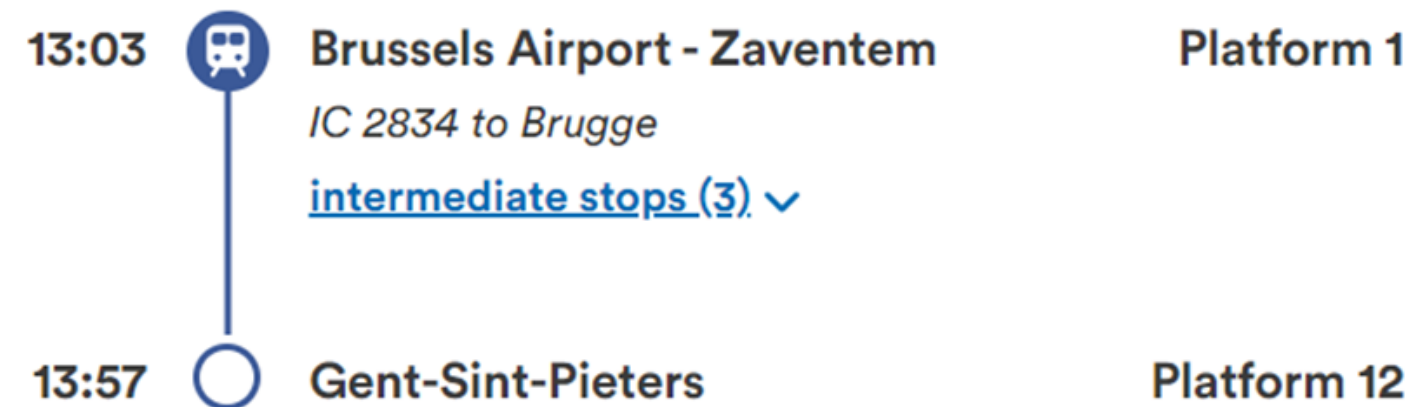 13:03 Brussels Airport - Zaventem Platform 1
IC 2834 to Brugge
intermediate stops (3)
13:57 Gent-Sint-Pieters Platform 12